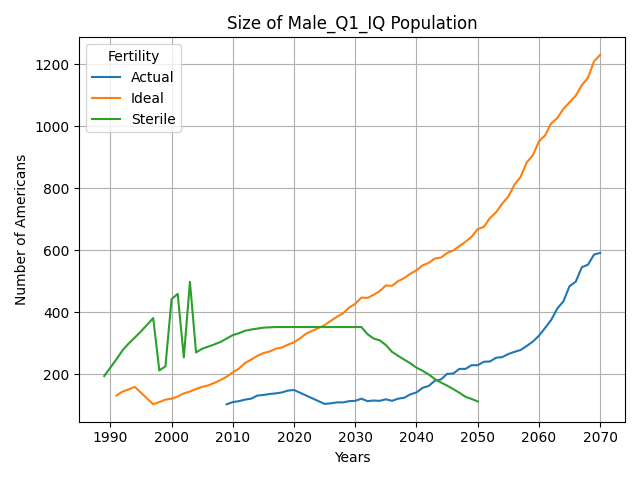 Size of Male_Q1_IQ Population
Fertility
Actual
Ideal
Sterile
Number of Americans
1200
1000
800
600
400
200
1990 2000 2010 2020 2030 2040 2050 2060 2070
Years